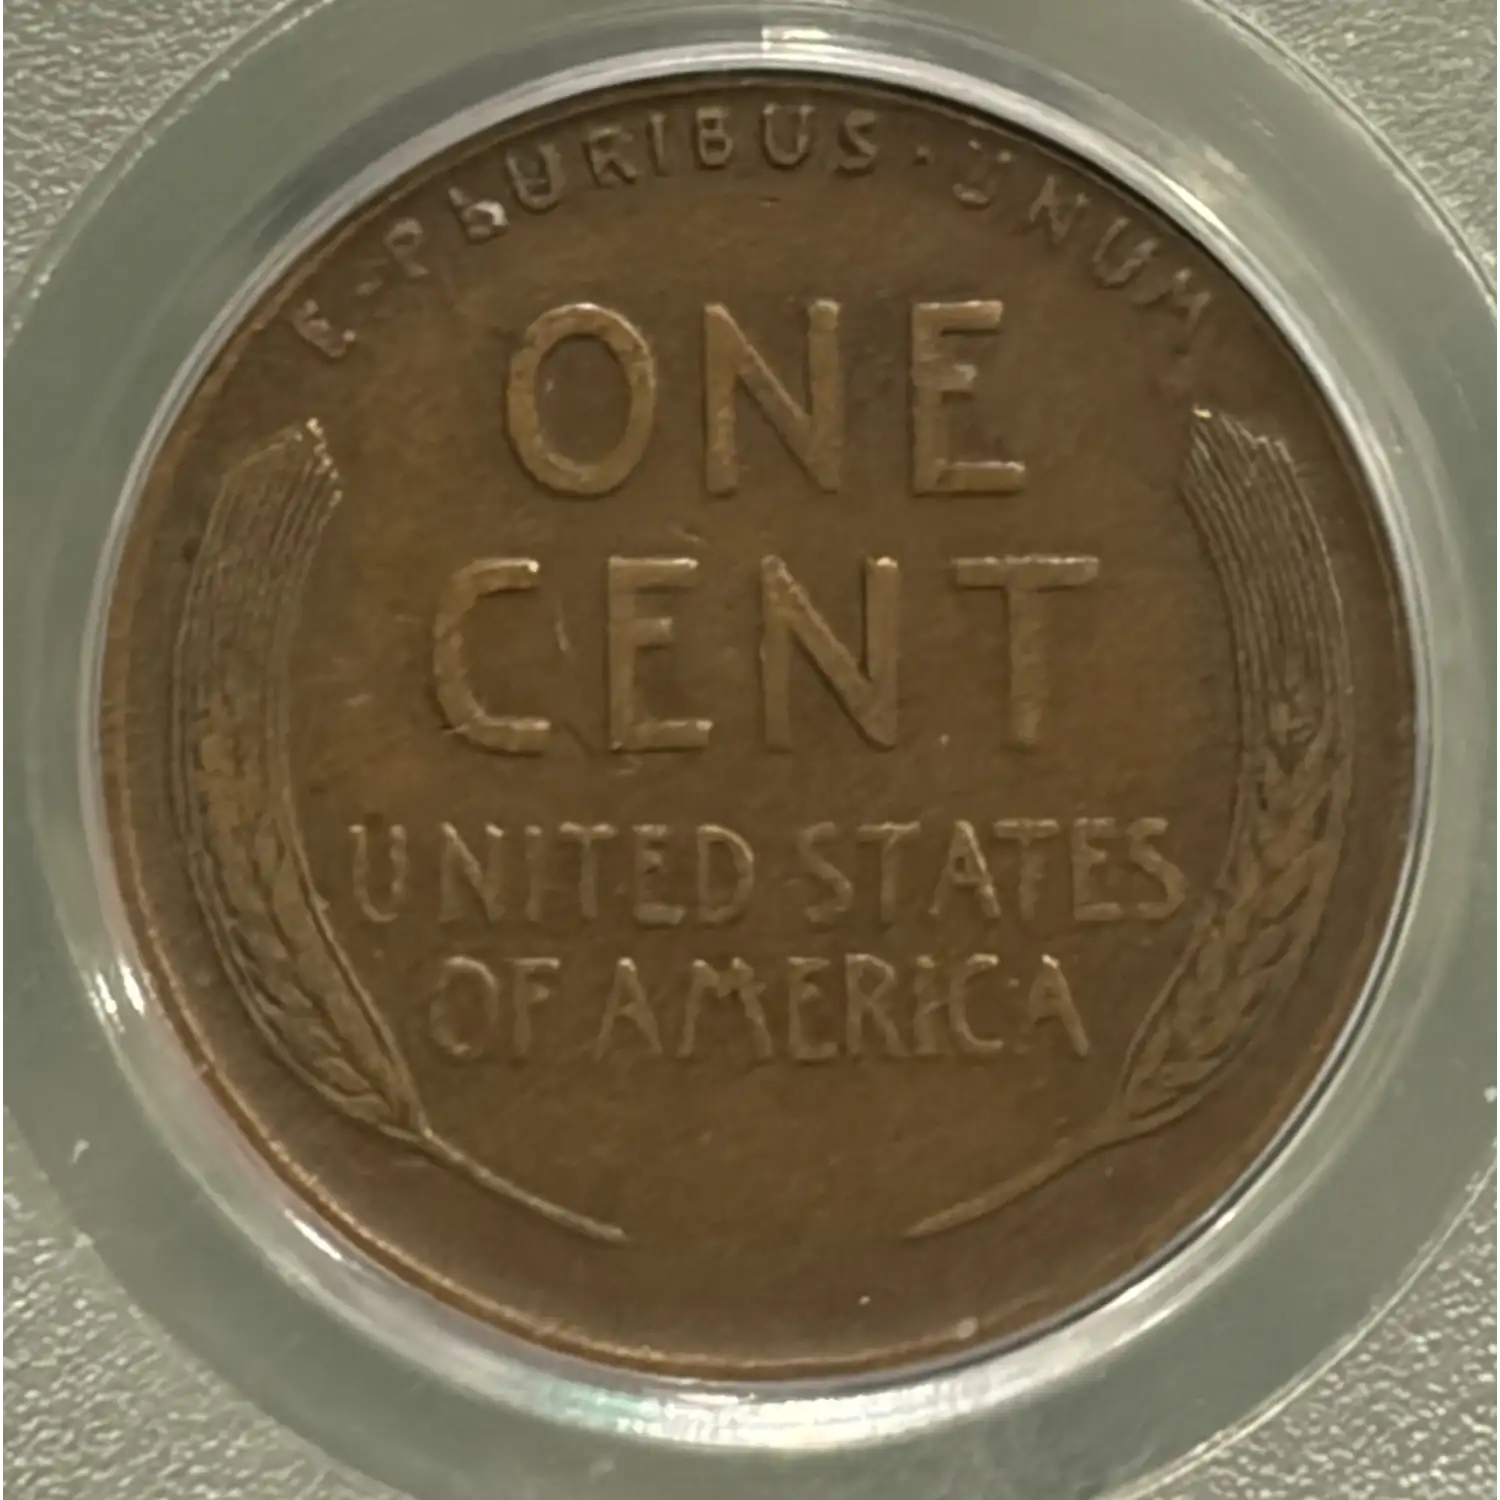 E·PLURIBUS·UNUM
ONE
CENT
UNITED STATES
OF AMERICA